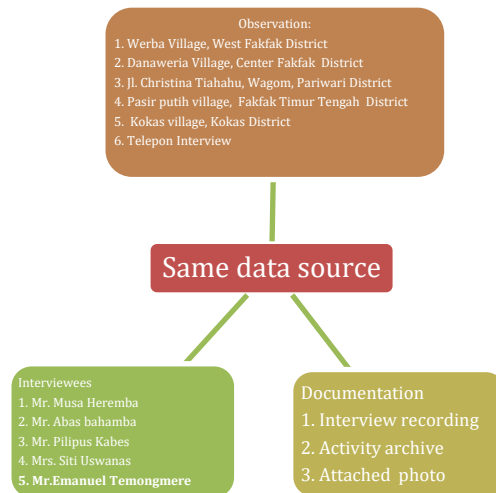 Observation:
1. Werba Village, West Fakfak District
2. Danaweria Village, Center Fakfak District
3. Jl. Christina Tiahahu, Wagom, Pariwari District
4. Pasir putih village, Fakfak Timur Tengah District
5. Kokas village, Kokas District
6. Telepon Interview
Same data source
Interviewees
1. Mr. Musa Heremba
2. Mr. Abas bahamba
3. Mr. Pilipus Kabes
4. Mrs. Siti Uswanas
5. Mr.Emanuel Temongmere
Documentation
1. Interview recording
2. Activity archive
3. Attached photo